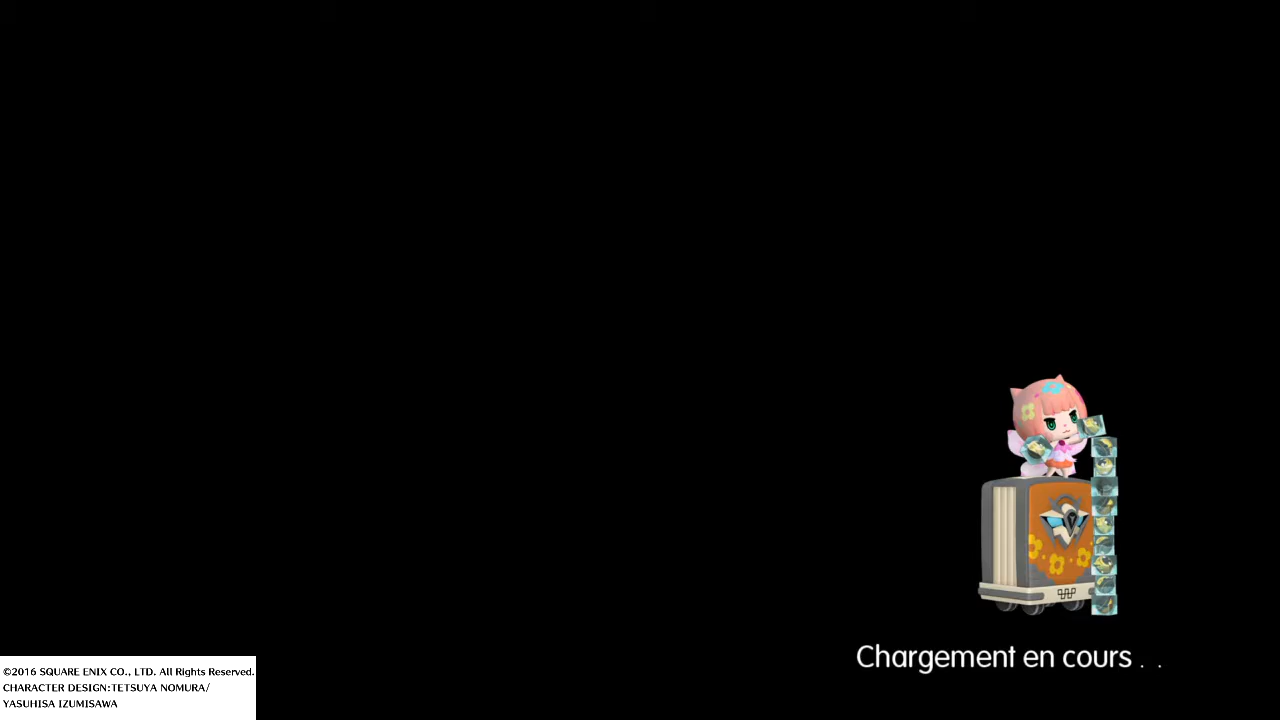 Chargement en cours . .
©2016 SQUARE ENIX CO., LTD. All Rights Reserved.
CHARACTER DESIGN:TETSUYA NOMURA/
YASUHISA IZUMISAWA